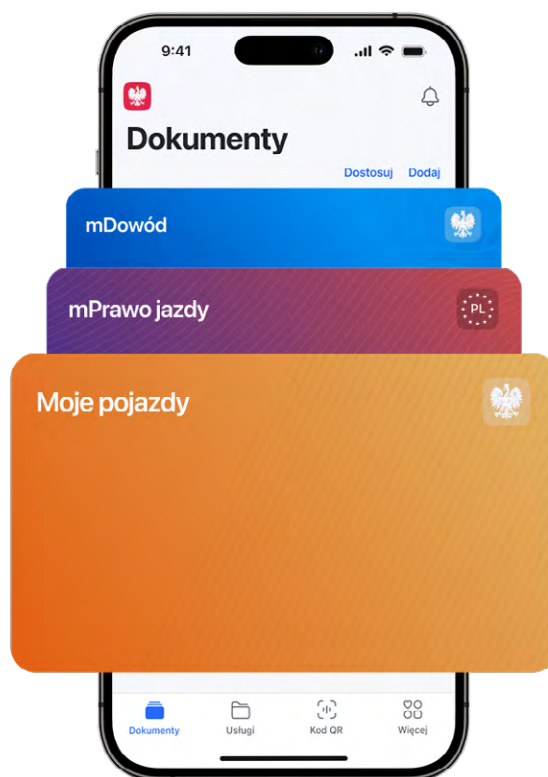 9:41
Dokumenty
Dostosuj Dodaj
mDowód
mPrawo jazdy
PL
Moje pojazdy
Dokumenty Usługi Kod QR Więcej